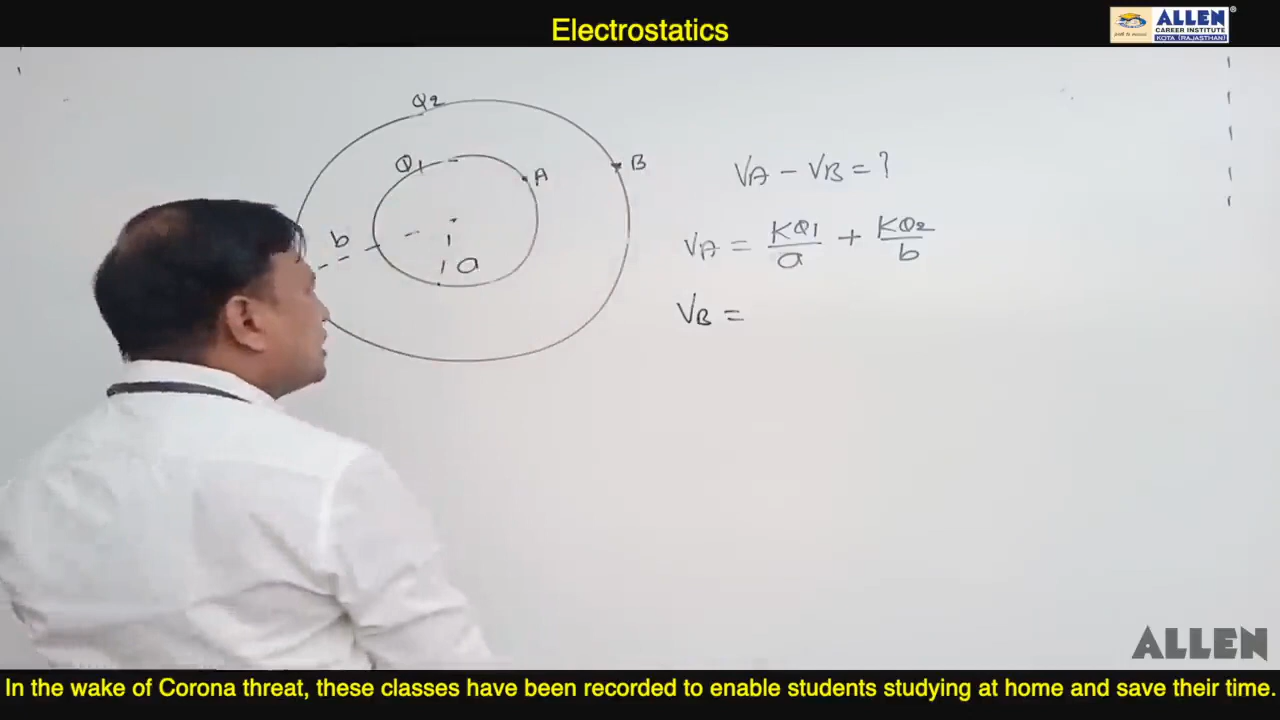 Electrostatics
ALLEN
CAREER INSTITUTE
KOTA (RAJASTHAN)
Q2
Q1
A
B
b
a
VA - VB = ?
VA = KQ1/a + KQ2/b
VB =
ALLEN
In the wake of Corona threat, these classes have been recorded to enable students studying at home and save their time.